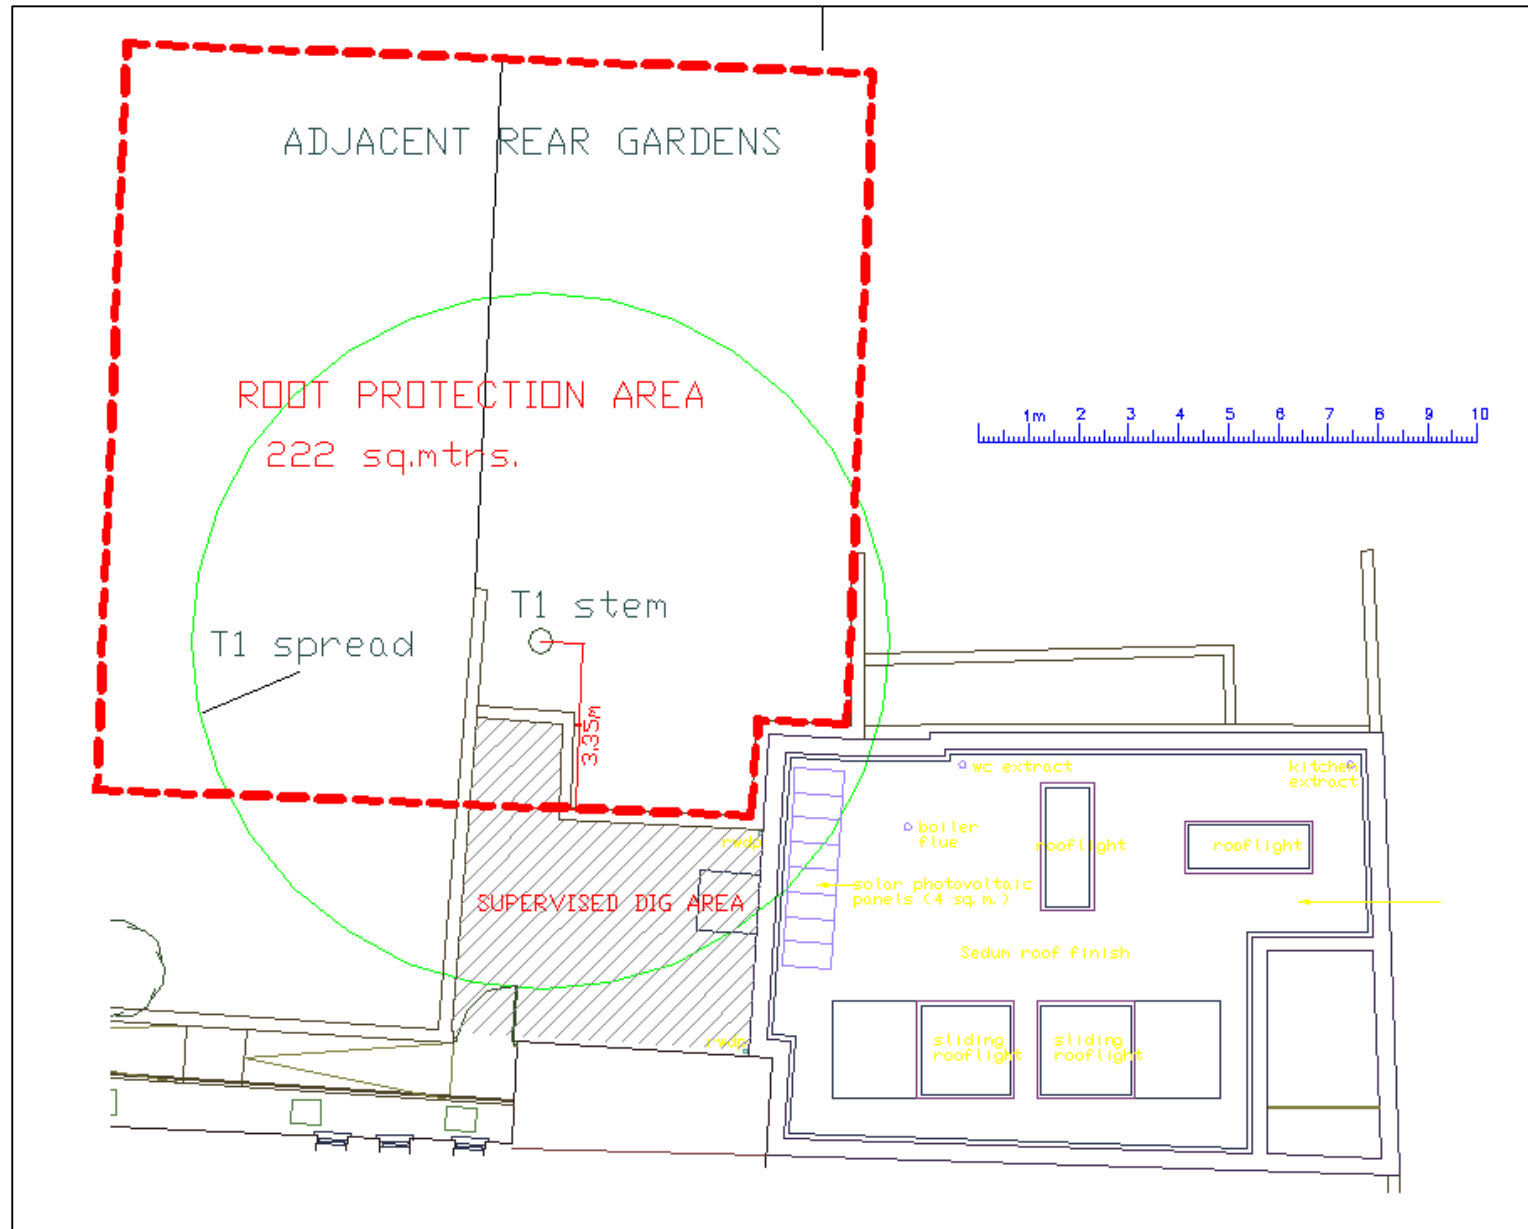 ADJACENT REAR GARDENS
ROOT PROTECTION AREA
222 sq.mtrs.
1m 2 3 4 5 6 7 8 9 10
T1 stem
T1 spread
3.35m
wc extract
kitchen
extract
boiler
flue
rooflight
rooflight
rwdp
solar photovoltaic
panels (4 sq.m.)
SUPERVISED DIG AREA
Sedum roof finish
rwdp
sliding
rooflight
sliding
rooflight